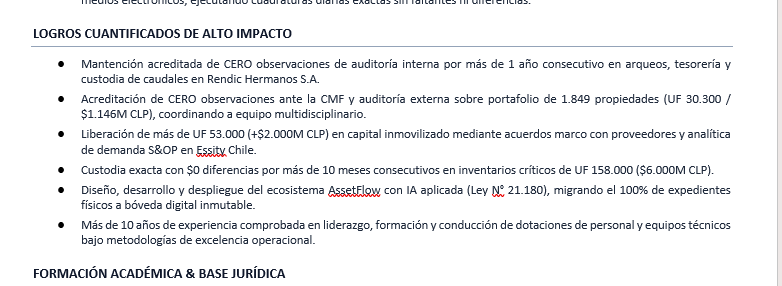 medios electrónicos, ejecutando cuadraturas diarias exactas sin faltantes ni diferencias.
LOGROS CUANTIFICADOS DE ALTO IMPACTO
● Mantención acreditada de CERO observaciones de auditoría interna por más de 1 año consecutivo en arqueos, tesorería y
custodia de caudales en Rendic Hermanos S.A.
● Acreditación de CERO observaciones ante la CMF y auditoría externa sobre portafolio de 1.849 propiedades (UF 30.300 /
$1.146M CLP), coordinando a equipo multidisciplinario.
● Liberación de más de UF 53.000 (+$2.000M CLP) en capital inmovilizado mediante acuerdos marco con proveedores y analítica
de demanda S&OP en Essity Chile.
● Custodia exacta con $0 diferencias por más de 10 meses consecutivos en inventarios críticos de UF 158.000 ($6.000M CLP).
● Diseño, desarrollo y despliegue del ecosistema AssetFlow con IA aplicada (Ley N° 21.180), migrando el 100% de expedientes
físicos a bóveda digital inmutable.
● Más de 10 años de experiencia comprobada en liderazgo, formación y conducción de dotaciones de personal y equipos técnicos
bajo metodologías de excelencia operacional.
FORMACIÓN ACADÉMICA & BASE JURÍDICA